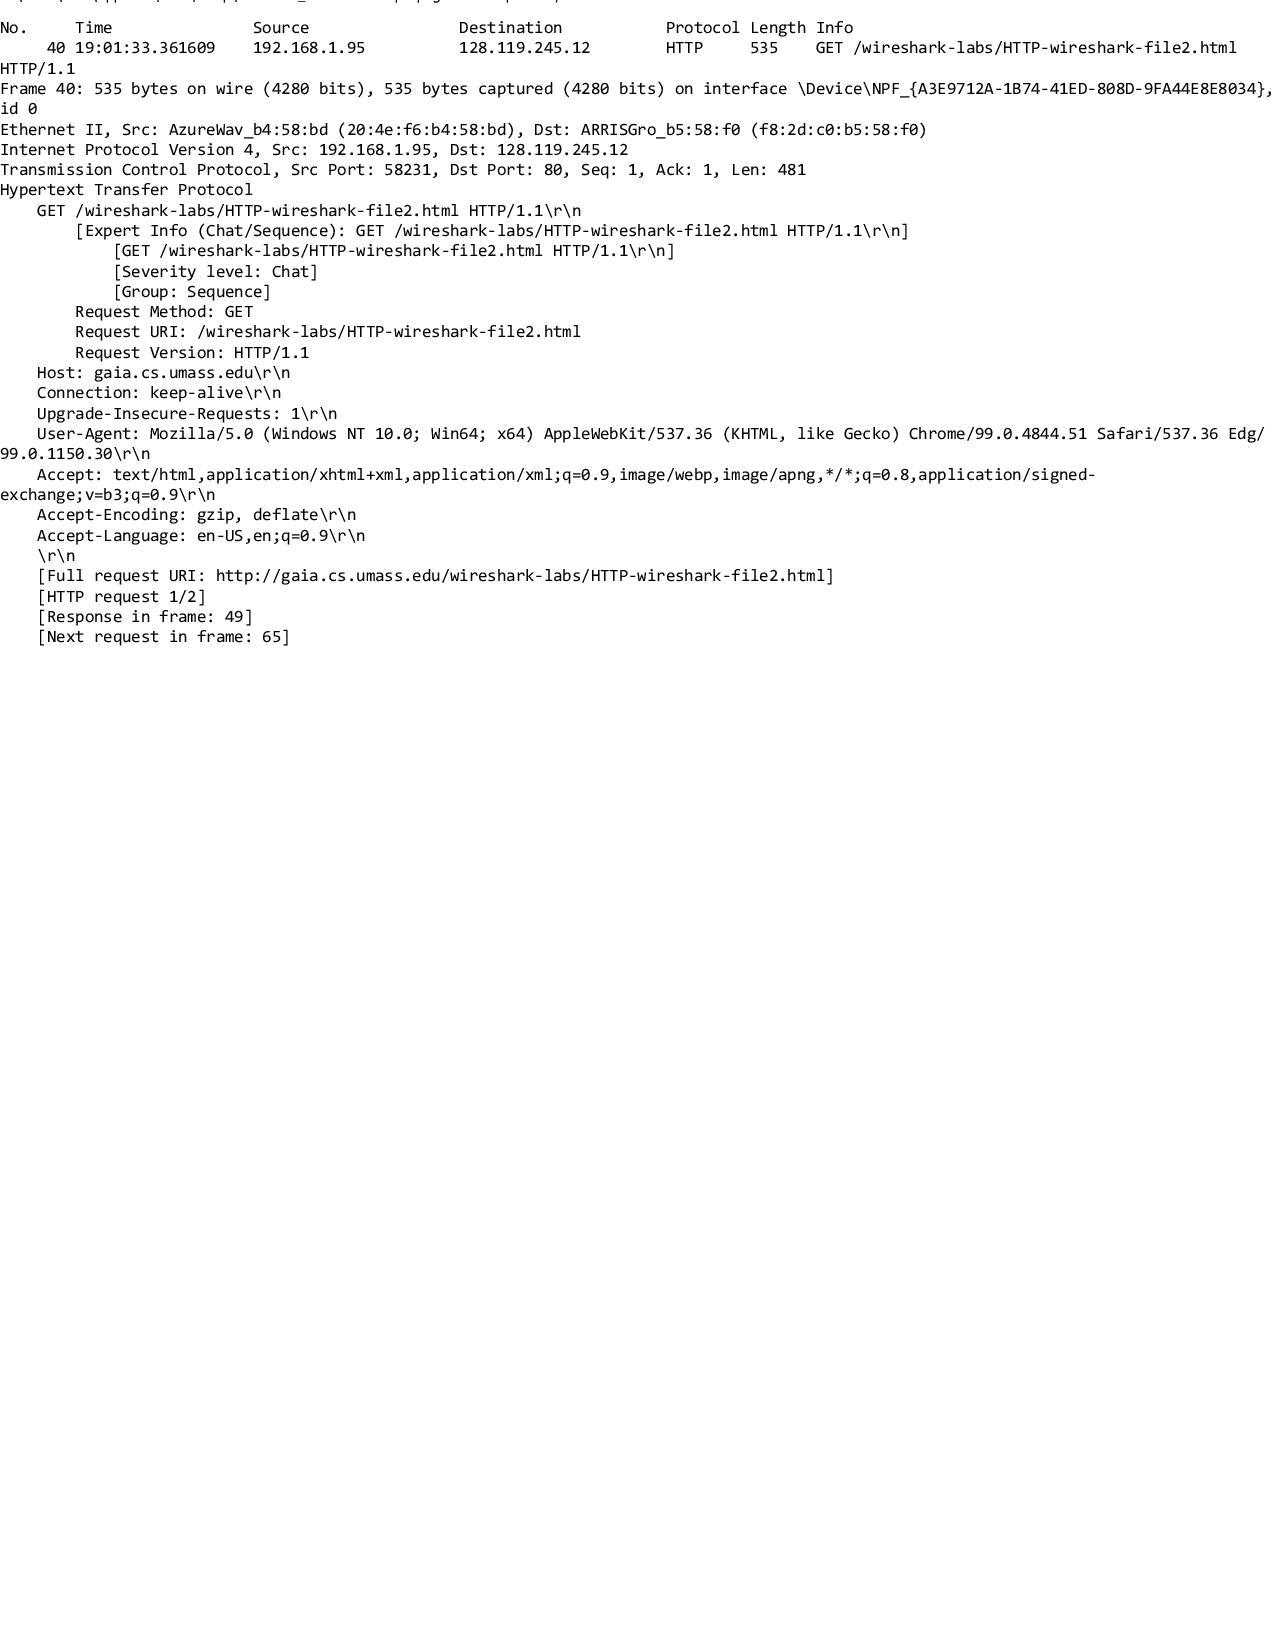 No.     Time               Source                Destination           Protocol Length Info
     40 19:01:33.361609    192.168.1.95          128.119.245.12        HTTP     535    GET /wireshark-labs/HTTP-wireshark-file2.html
HTTP/1.1
Frame 40: 535 bytes on wire (4280 bits), 535 bytes captured (4280 bits) on interface \Device\NPF_{A3E9712A-1B74-41ED-808D-9FA44E8E8034},
id 0
Ethernet II, Src: AzureWav_b4:58:bd (20:4e:f6:b4:58:bd), Dst: ARRISGro_b5:58:f0 (f8:2d:c0:b5:58:f0)
Internet Protocol Version 4, Src: 192.168.1.95, Dst: 128.119.245.12
Transmission Control Protocol, Src Port: 58231, Dst Port: 80, Seq: 1, Ack: 1, Len: 481
Hypertext Transfer Protocol
    GET /wireshark-labs/HTTP-wireshark-file2.html HTTP/1.1\r\n
        [Expert Info (Chat/Sequence): GET /wireshark-labs/HTTP-wireshark-file2.html HTTP/1.1\r\n]
            [GET /wireshark-labs/HTTP-wireshark-file2.html HTTP/1.1\r\n]
            [Severity level: Chat]
            [Group: Sequence]
        Request Method: GET
        Request URI: /wireshark-labs/HTTP-wireshark-file2.html
        Request Version: HTTP/1.1
    Host: gaia.cs.umass.edu\r\n
    Connection: keep-alive\r\n
    Upgrade-Insecure-Requests: 1\r\n
    User-Agent: Mozilla/5.0 (Windows NT 10.0; Win64; x64) AppleWebKit/537.36 (KHTML, like Gecko) Chrome/99.0.4844.51 Safari/537.36 Edg/
99.0.1150.30\r\n
    Accept: text/html,application/xhtml+xml,application/xml;q=0.9,image/webp,image/apng,*/*;q=0.8,application/signed-
exchange;v=b3;q=0.9\r\n
    Accept-Encoding: gzip, deflate\r\n
    Accept-Language: en-US,en;q=0.9\r\n
    \r\n
    [Full request URI: http://gaia.cs.umass.edu/wireshark-labs/HTTP-wireshark-file2.html]
    [HTTP request 1/2]
    [Response in frame: 49]
    [Next request in frame: 65]